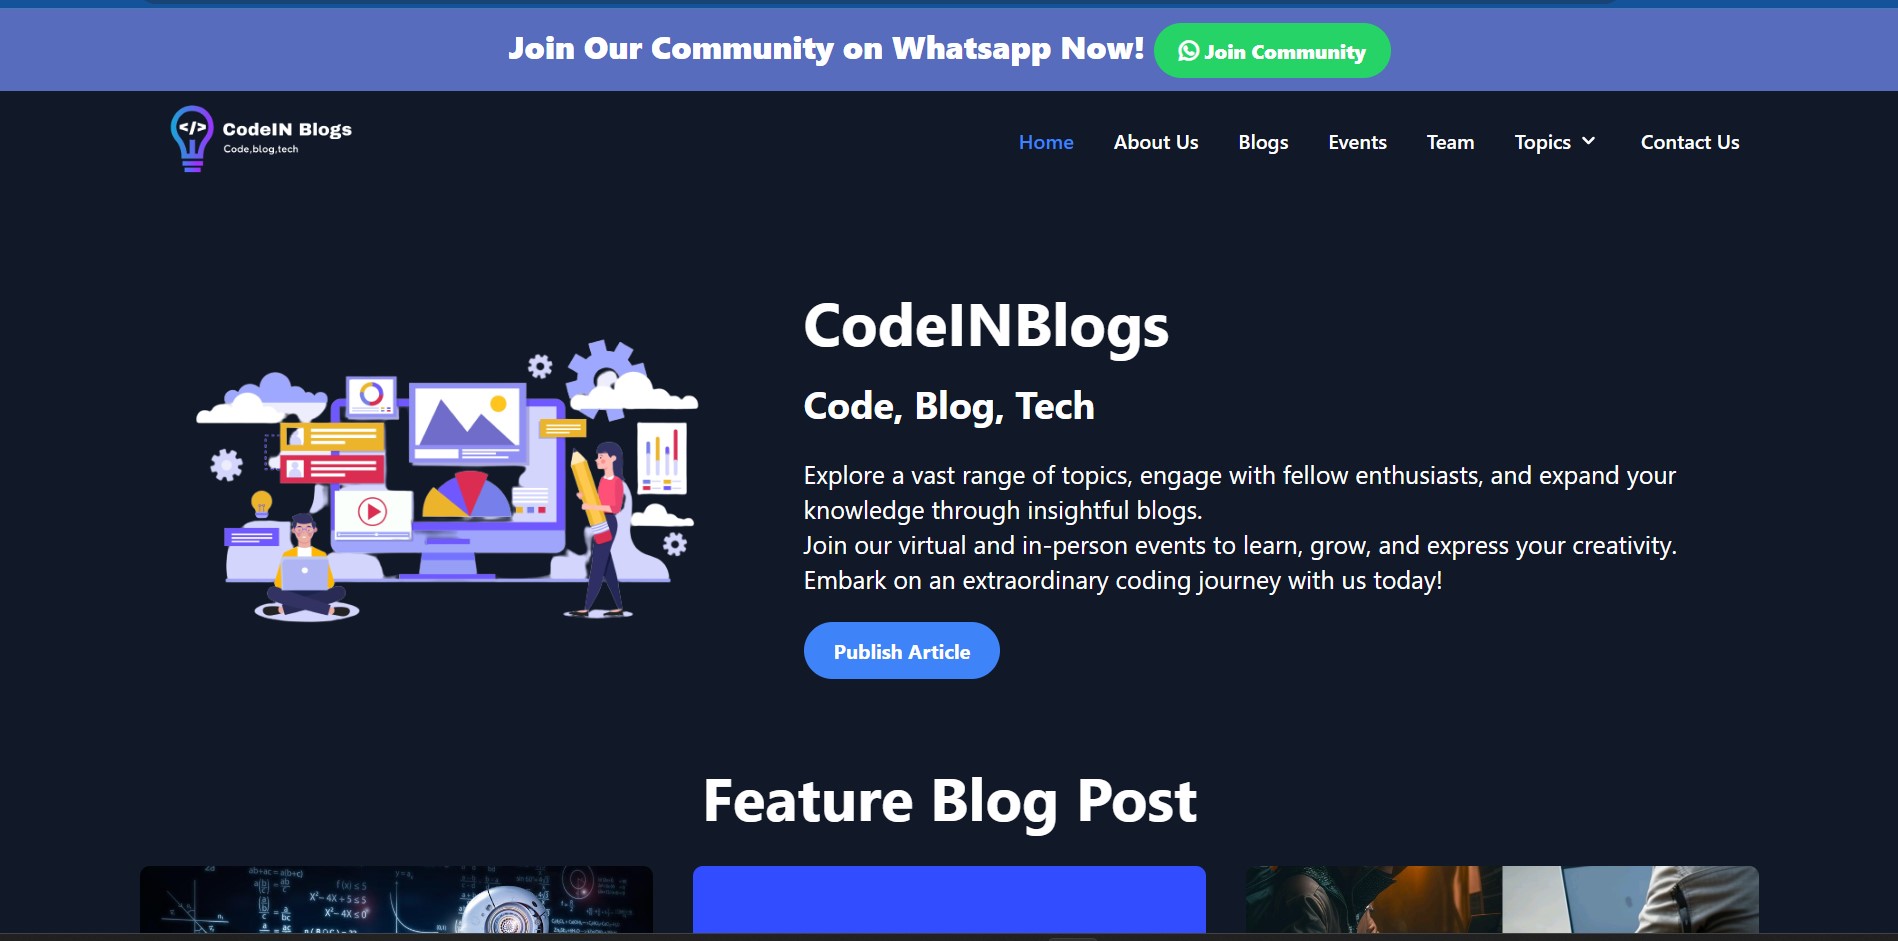 Join Our Community on Whatsapp Now!
Join Community
</>
CodeIN Blogs
Code,blog,tech
Home
About Us
Blogs
Events
Team
Topics
Contact Us
CodeINBlogs
Code, Blog, Tech
Explore a vast range of topics, engage with fellow enthusiasts, and expand your
knowledge through insightful blogs.
Join our virtual and in-person events to learn, grow, and express your creativity.
Embark on an extraordinary coding journey with us today!
Publish Article
Feature Blog Post